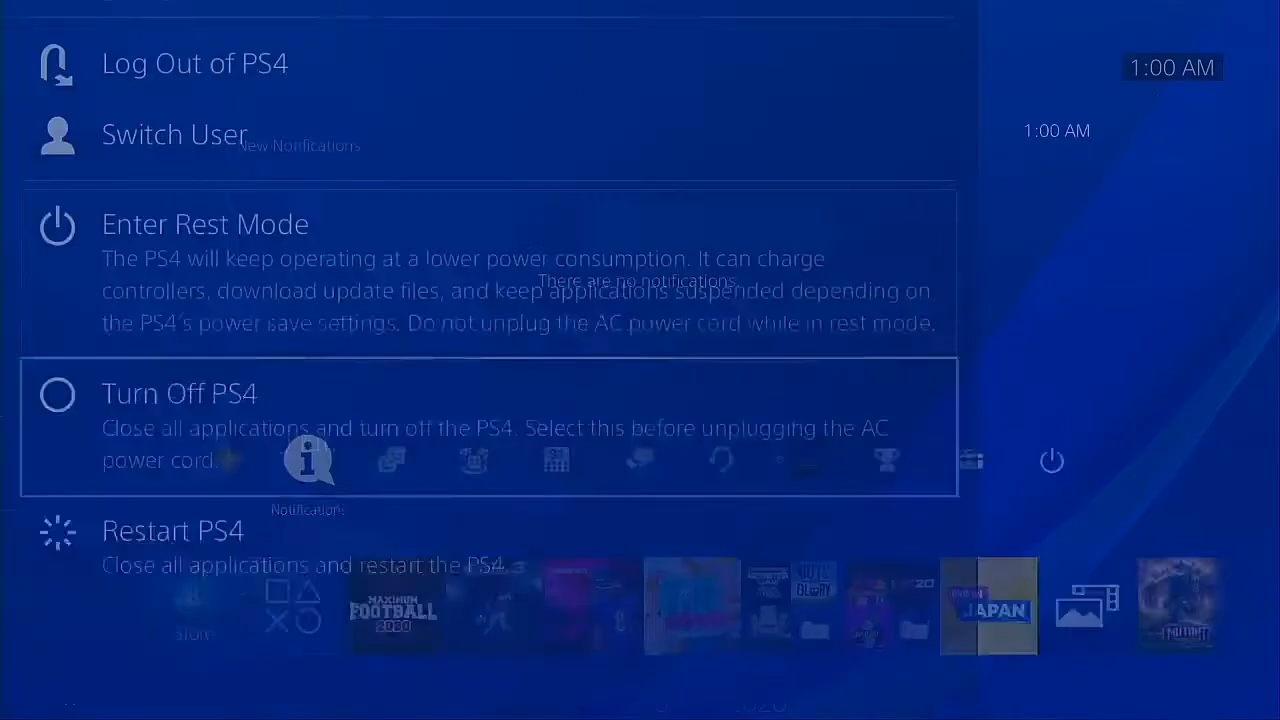 Log Out of PS4
1:00 AM
Switch User
1:00 AM
New Notifications
Enter Rest Mode
The PS4 will keep operating at a lower power consumption. It can charge
There are no notifications.
controllers, download update files, and keep applications suspended depending on
the PS4's power save settings. Do not unplug the AC power cord while in rest mode.
Turn Off PS4
Close all applications and turn off the PS4. Select this before unplugging the AC
power cord.
Notifications
Restart PS4
Close all applications and restart the PS4.
Store
MAXIMUM
FOOTBALL
2020
GLORY
JAPAN
MUTANT